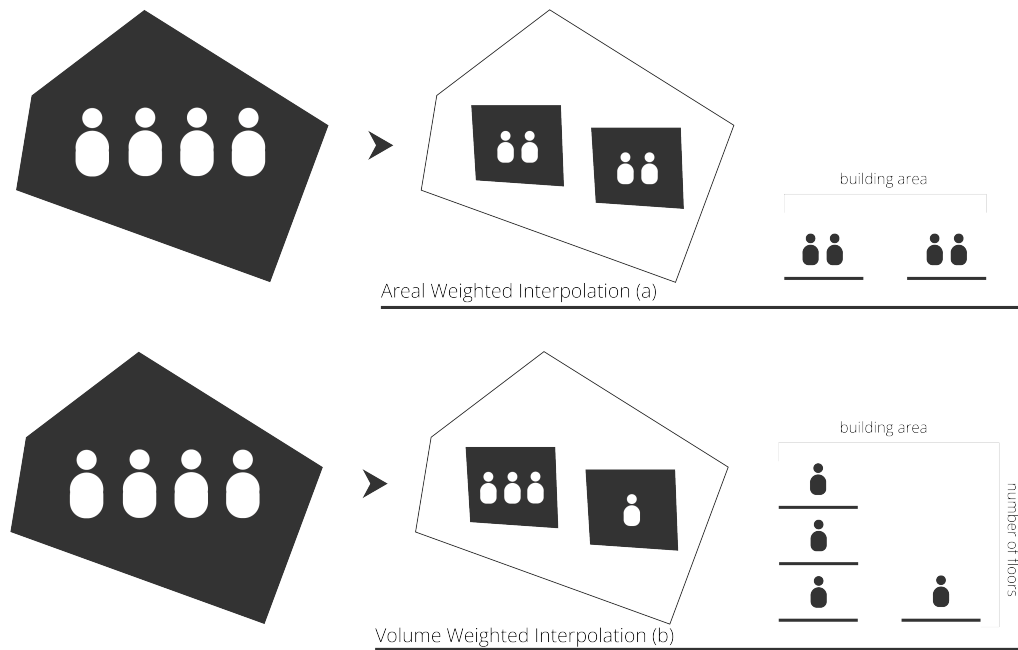 building area
Areal Weighted Interpolation (a)
building area
number of floors
Volume Weighted Interpolation (b)